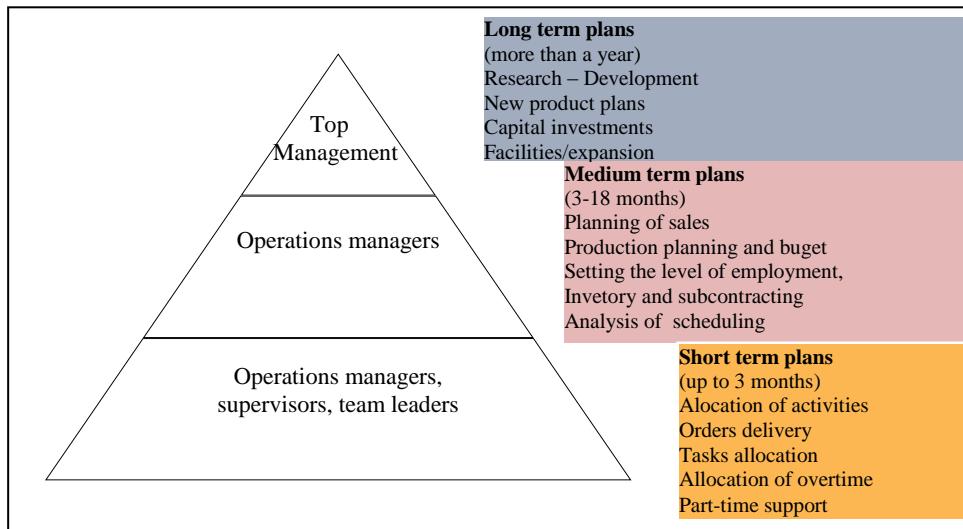 Long term plans
(more than a year)
Research – Development
New product plans
Capital investments
Facilities/expansion
Top
Management
Medium term plans
(3-18 months)
Planning of sales
Production planning and buget
Setting the level of employment,
Invetory and subcontracting
Analysis of scheduling
Operations managers
Short term plans
(up to 3 months)
Alocation of activities
Orders delivery
Tasks allocation
Allocation of overtime
Part-time support
Operations managers,
supervisors, team leaders